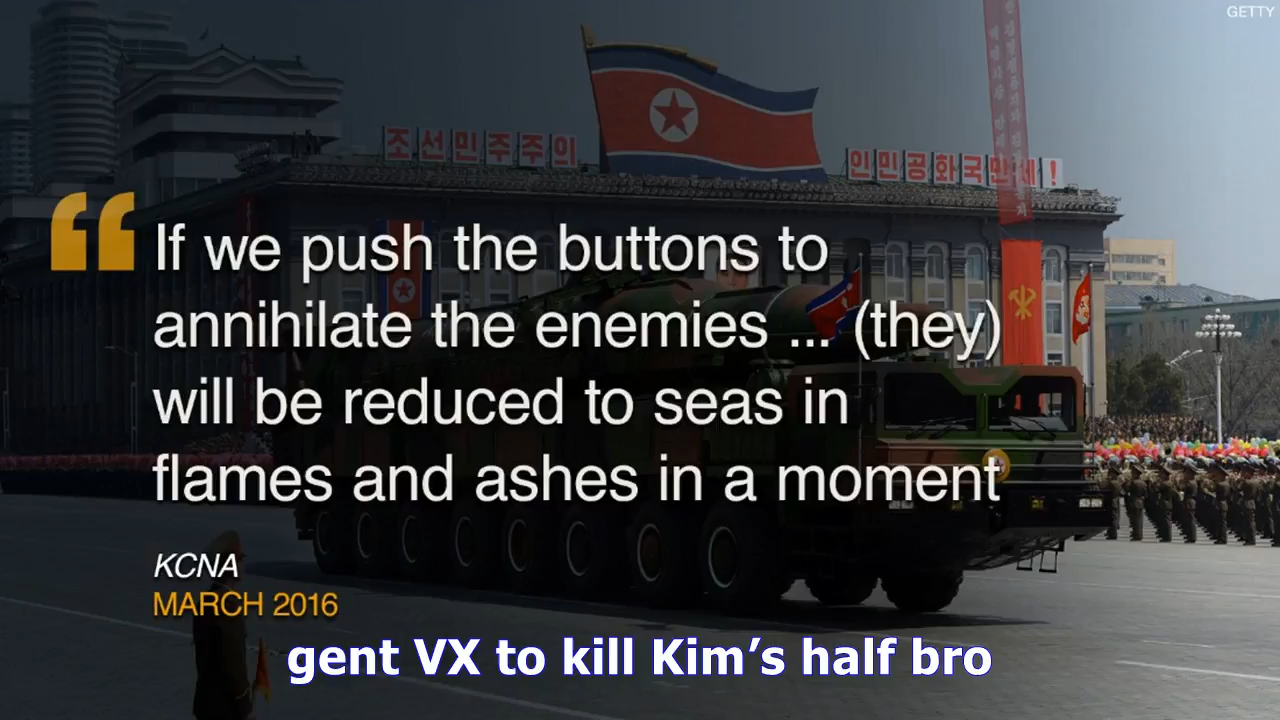 GETTY
조선민주주의
인민공화국만세!
“
If we push the buttons to
annihilate the enemies ... (they)
will be reduced to seas in
flames and ashes in a moment
KCNA
MARCH 2016
gent VX to kill Kim’s half bro